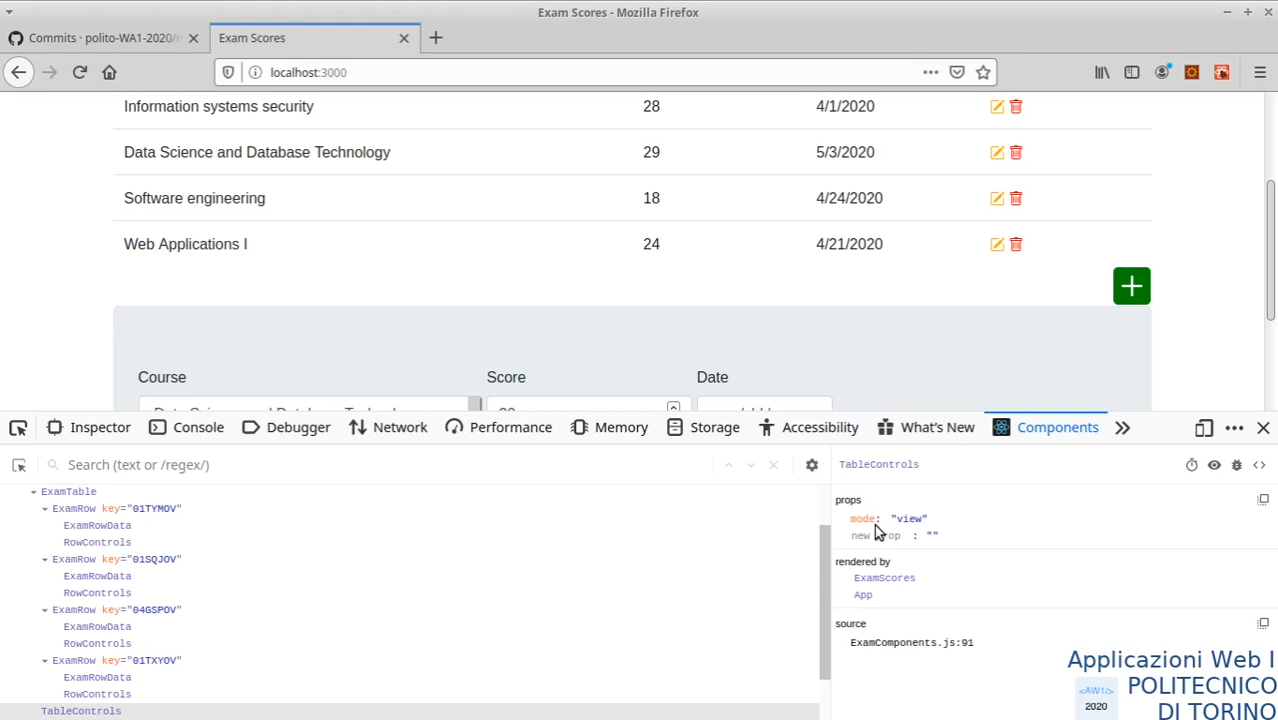 Exam Scores - Mozilla Firefox
Commits · polito-WA1-2020/
Exam Scores
localhost:3000
Information systems security 28 4/1/2020
Data Science and Database Technology 29 5/3/2020
Software engineering 18 4/24/2020
Web Applications I 24 4/21/2020
Course Score Date
Inspector Console Debugger Network Performance Memory Storage Accessibility What's New Components
Search (text or /regex/)
TableControls
ExamTable
ExamRow key="01TYMOV"
ExamRowData
RowControls
ExamRow key="01SQJOV"
ExamRowData
RowControls
ExamRow key="04GSPOV"
ExamRowData
RowControls
ExamRow key="01TXYOV"
ExamRowData
RowControls
TableControls
props
mode: "view"
new : ""
rendered by
ExamScores
App
source
ExamComponents.js:91
Applicazioni Web I
<AW1/> POLITECNICO
2020 DI TORINO